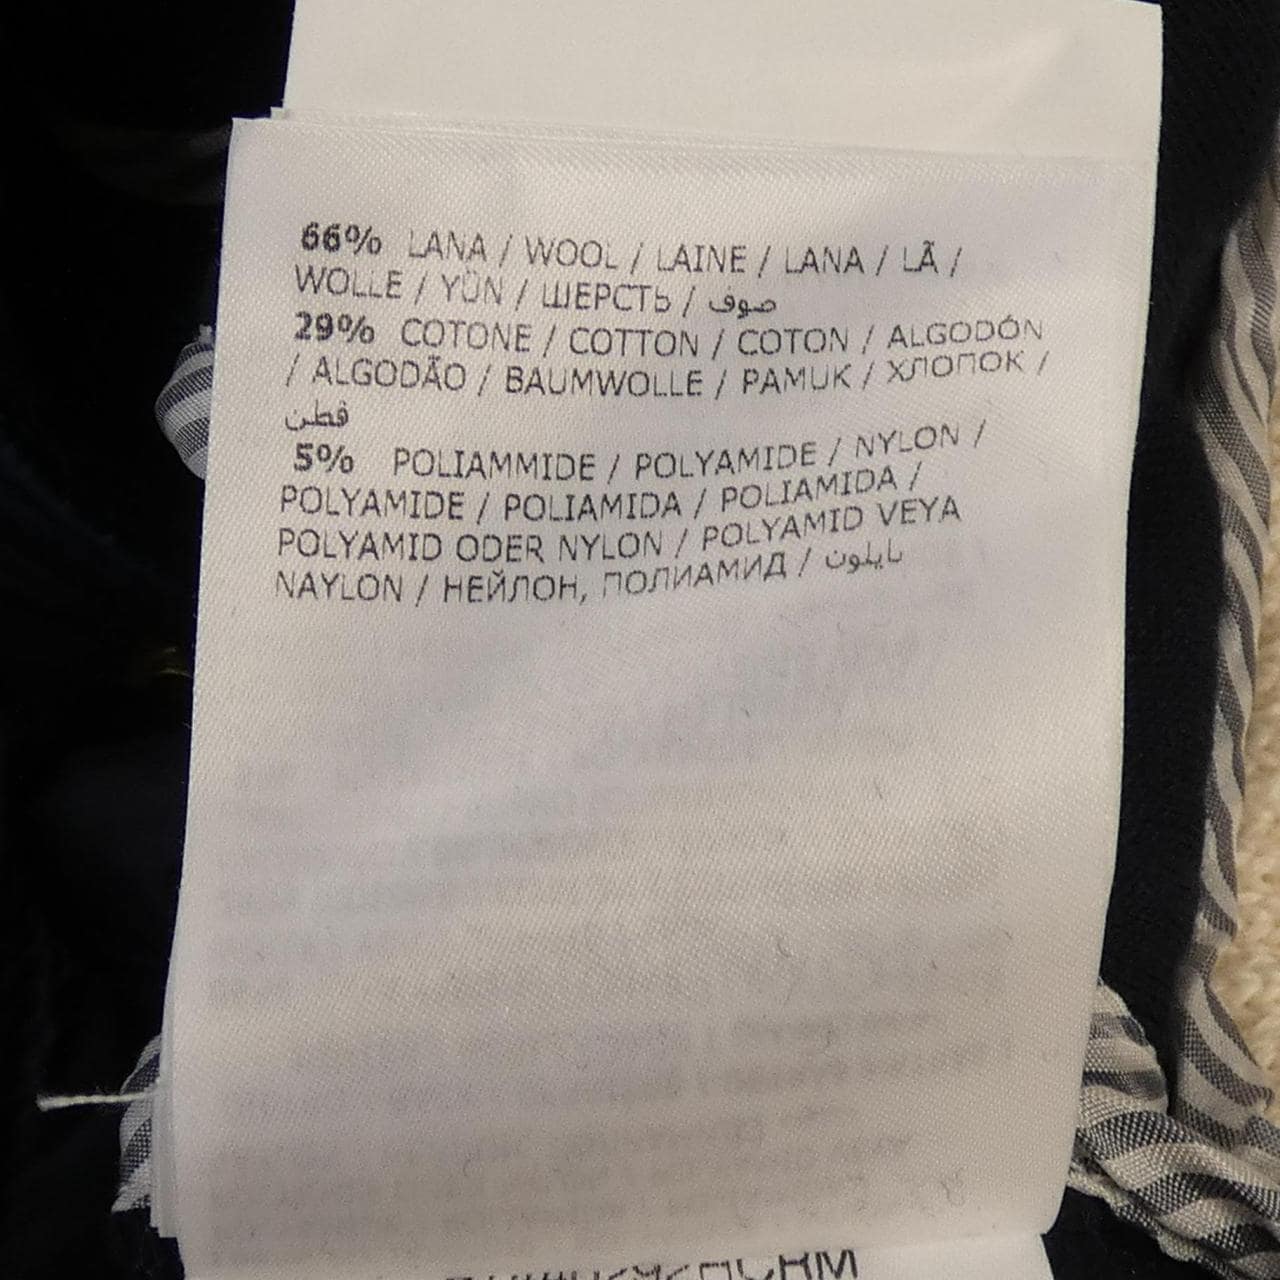 66% LANA / WOOL / LAINE / LANA / LÃ /
WOLLE / YÜN / ШЕРСТЬ / صوف
29% COTONE / COTTON / COTON / ALGODÓN
/ ALGODÃO / BAUMWOLLE / PAMUK / ХЛОПОК /
قطن
5% POLIAMMIDE / POLYAMIDE / NYLON /
POLYAMIDE / POLIAMIDA / POLIAMIDA /
POLYAMID ODER NYLON / POLYAMID VEYA
NAYLON / НЕЙЛОН, ПОЛИАМИД / نايلون